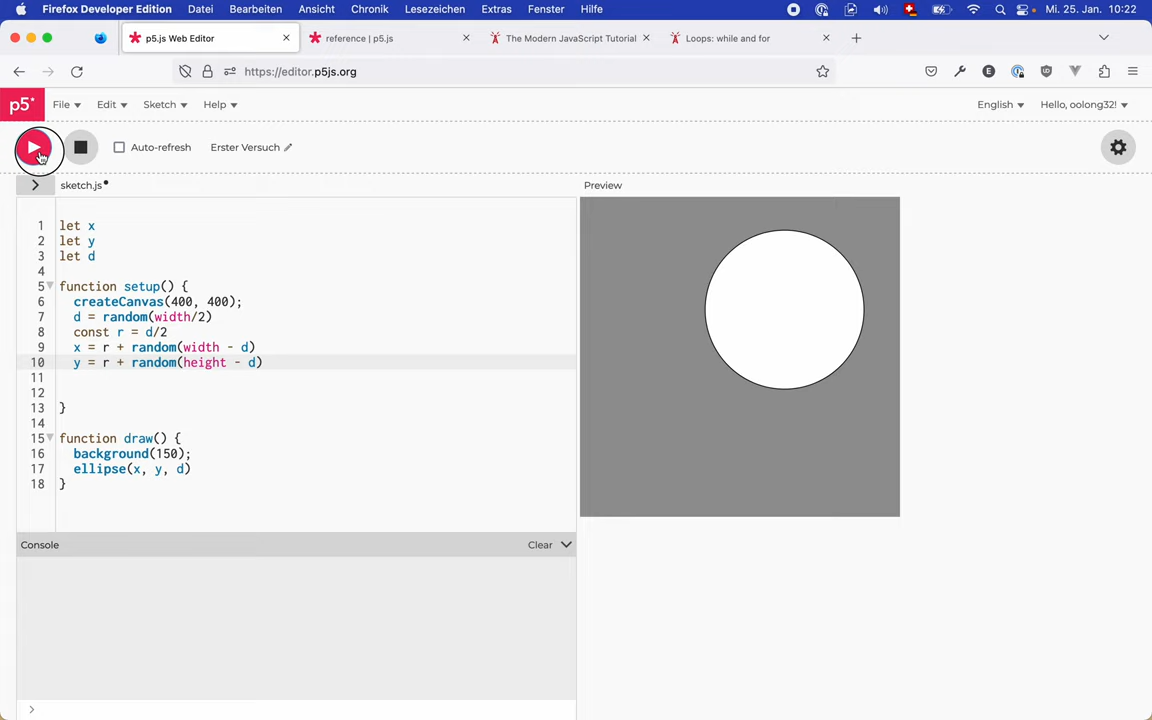 Firefox Developer Edition Datei Bearbeiten Ansicht Chronik Lesezeichen Extras Fenster Hilfe Mi. 25. Jan. 10:22
p5.js Web Editor reference | p5.js The Modern JavaScript Tutorial Loops: while and for
https://editor.p5js.org
p5* File Edit Sketch Help English Hello, oolong32!
Auto-refresh Erster Versuch
sketch.js Preview
1 let x
2 let y
3 let d
4
5 function setup() {
6 createCanvas(400, 400);
7 d = random(width/2)
8 const r = d/2
9 x = r + random(width - d)
10 y = r + random(height - d)
11
12
13 }
14
15 function draw() {
16 background(150);
17 ellipse(x, y, d)
18 }
Console Clear